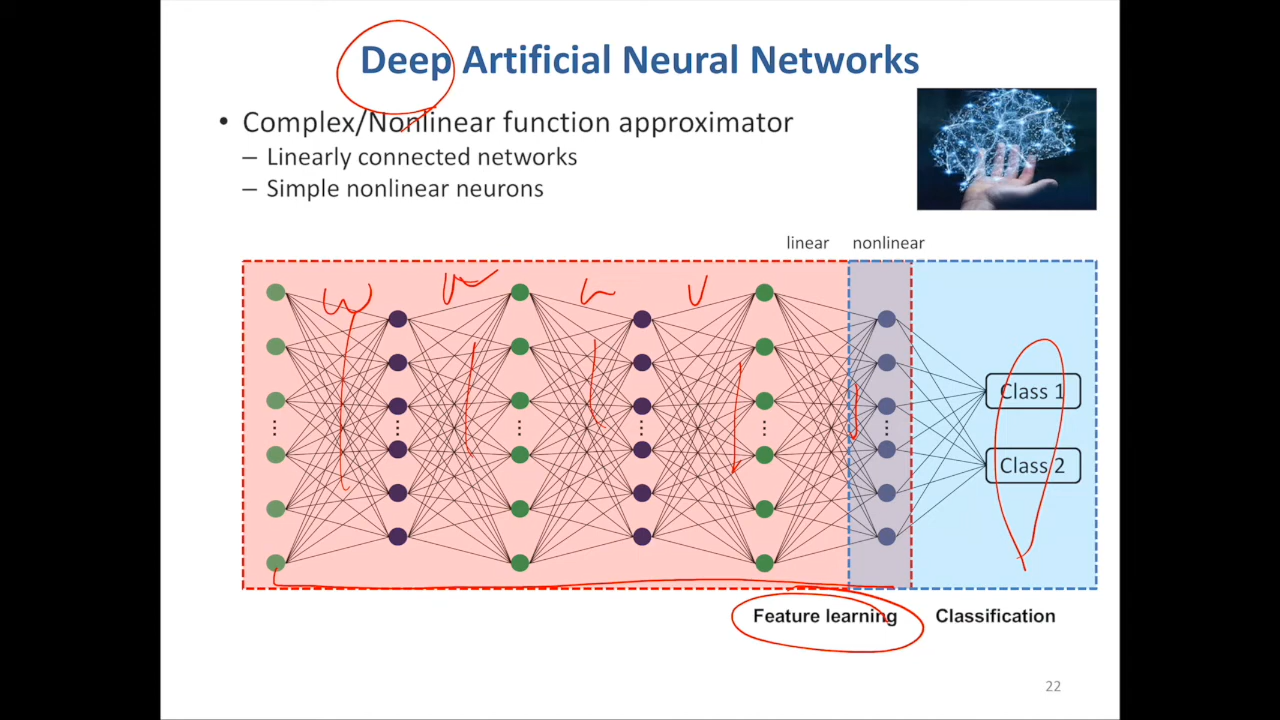 Deep Artificial Neural Networks
• Complex/Nonlinear function approximator
– Linearly connected networks
– Simple nonlinear neurons
linear nonlinear
W
Class 1
Class 2
Feature learning Classification
22